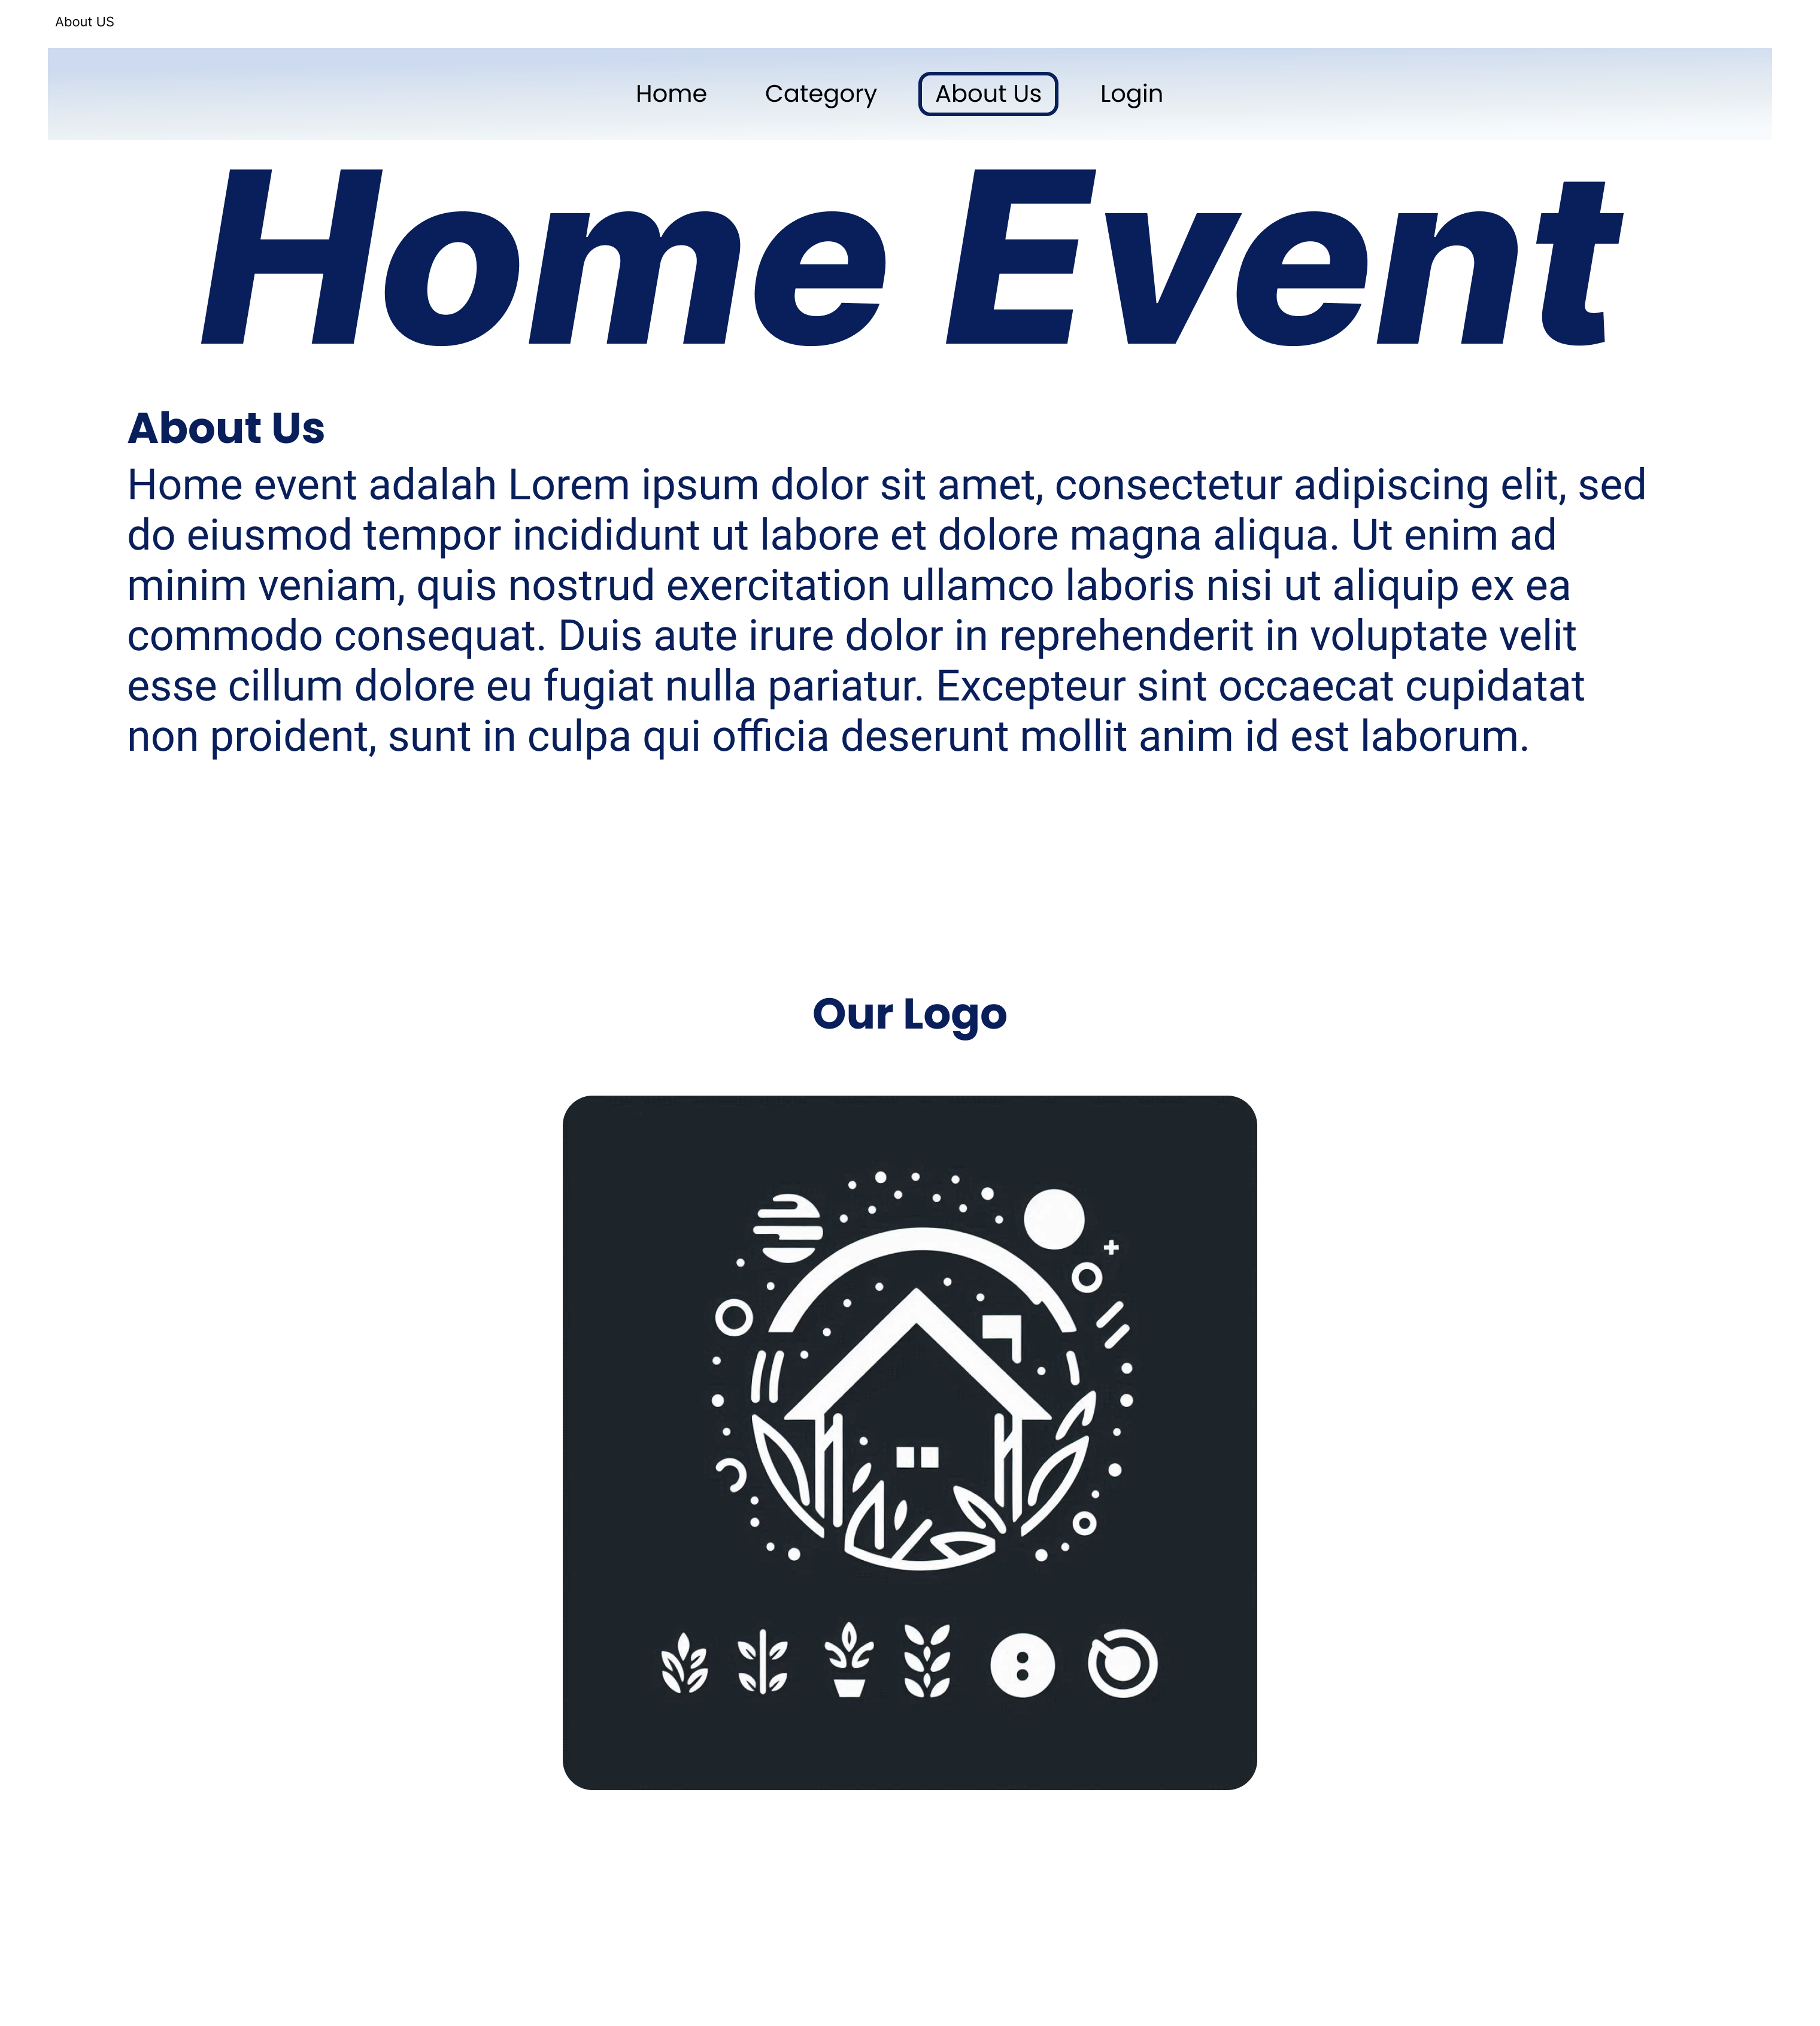 About US
Home Category About Us Login
Home Event
About Us
Home event adalah Lorem ipsum dolor sit amet, consectetur adipiscing elit, sed
do eiusmod tempor incididunt ut labore et dolore magna aliqua. Ut enim ad
minim veniam, quis nostrud exercitation ullamco laboris nisi ut aliquip ex ea
commodo consequat. Duis aute irure dolor in reprehenderit in voluptate velit
esse cillum dolore eu fugiat nulla pariatur. Excepteur sint occaecat cupidatat
non proident, sunt in culpa qui officia deserunt mollit anim id est laborum.
Our Logo